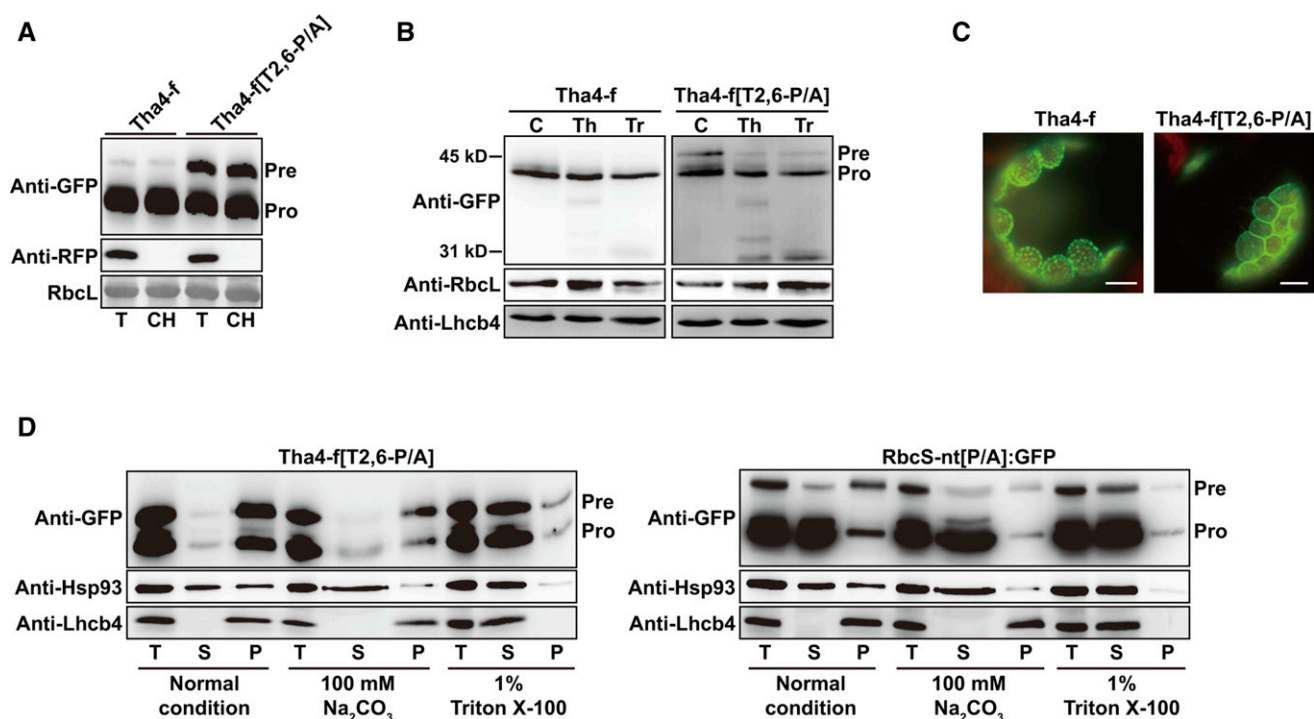 A
Tha4-f
Tha4-f[T2,6-P/A]
Anti-GFP
Pre
Pro
Anti-RFP
RbcL
T CH T CH
B
Tha4-f Tha4-f[T2,6-P/A]
C Th Tr C Th Tr
45 kD
Pre
Pro
Anti-GFP
31 kD
Anti-RbcL
Anti-Lhcb4
C
Tha4-f Tha4-f[T2,6-P/A]
D
Tha4-f[T2,6-P/A]
Anti-GFP
Pre
Pro
Anti-Hsp93
Anti-Lhcb4
T S P T S P T S P
Normal condition
100 mM Na₂CO₃
1% Triton X-100
RbcS-nt[P/A]:GFP
Anti-GFP
Pre
Pro
Anti-Hsp93
Anti-Lhcb4
T S P T S P T S P
Normal condition
100 mM Na₂CO₃
1% Triton X-100